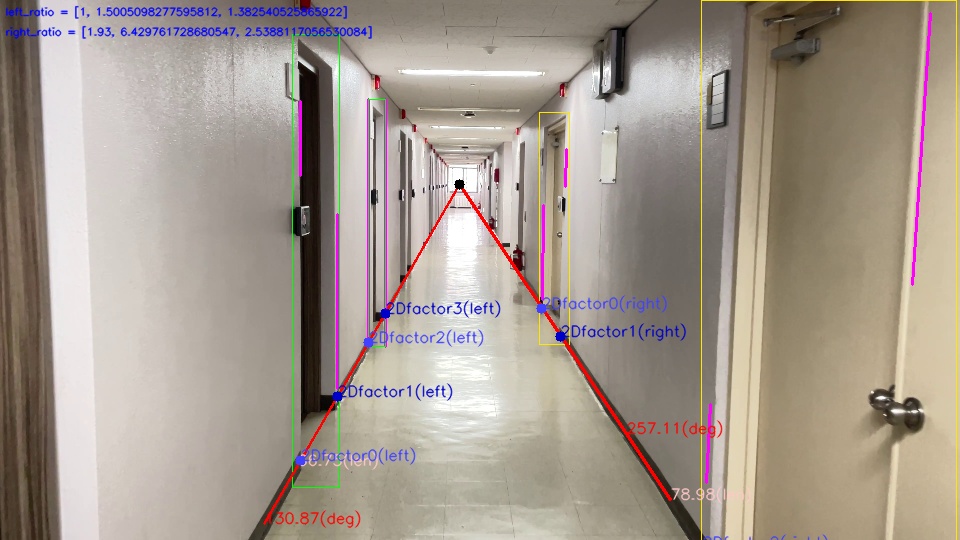 left_ratio = [1, 1.5005098277595812, 1.382540525865922]
right_ratio = [1.93, 6.429761728680547, 2.5388117056530084]
2Dfactor3(left)
2Dfactor0(right)
2Dfactor2(left)
2Dfactor1(right)
2Dfactor1(left)
257.11(deg)
2Dfactor0(left)
78.98(len)
130.87(deg)